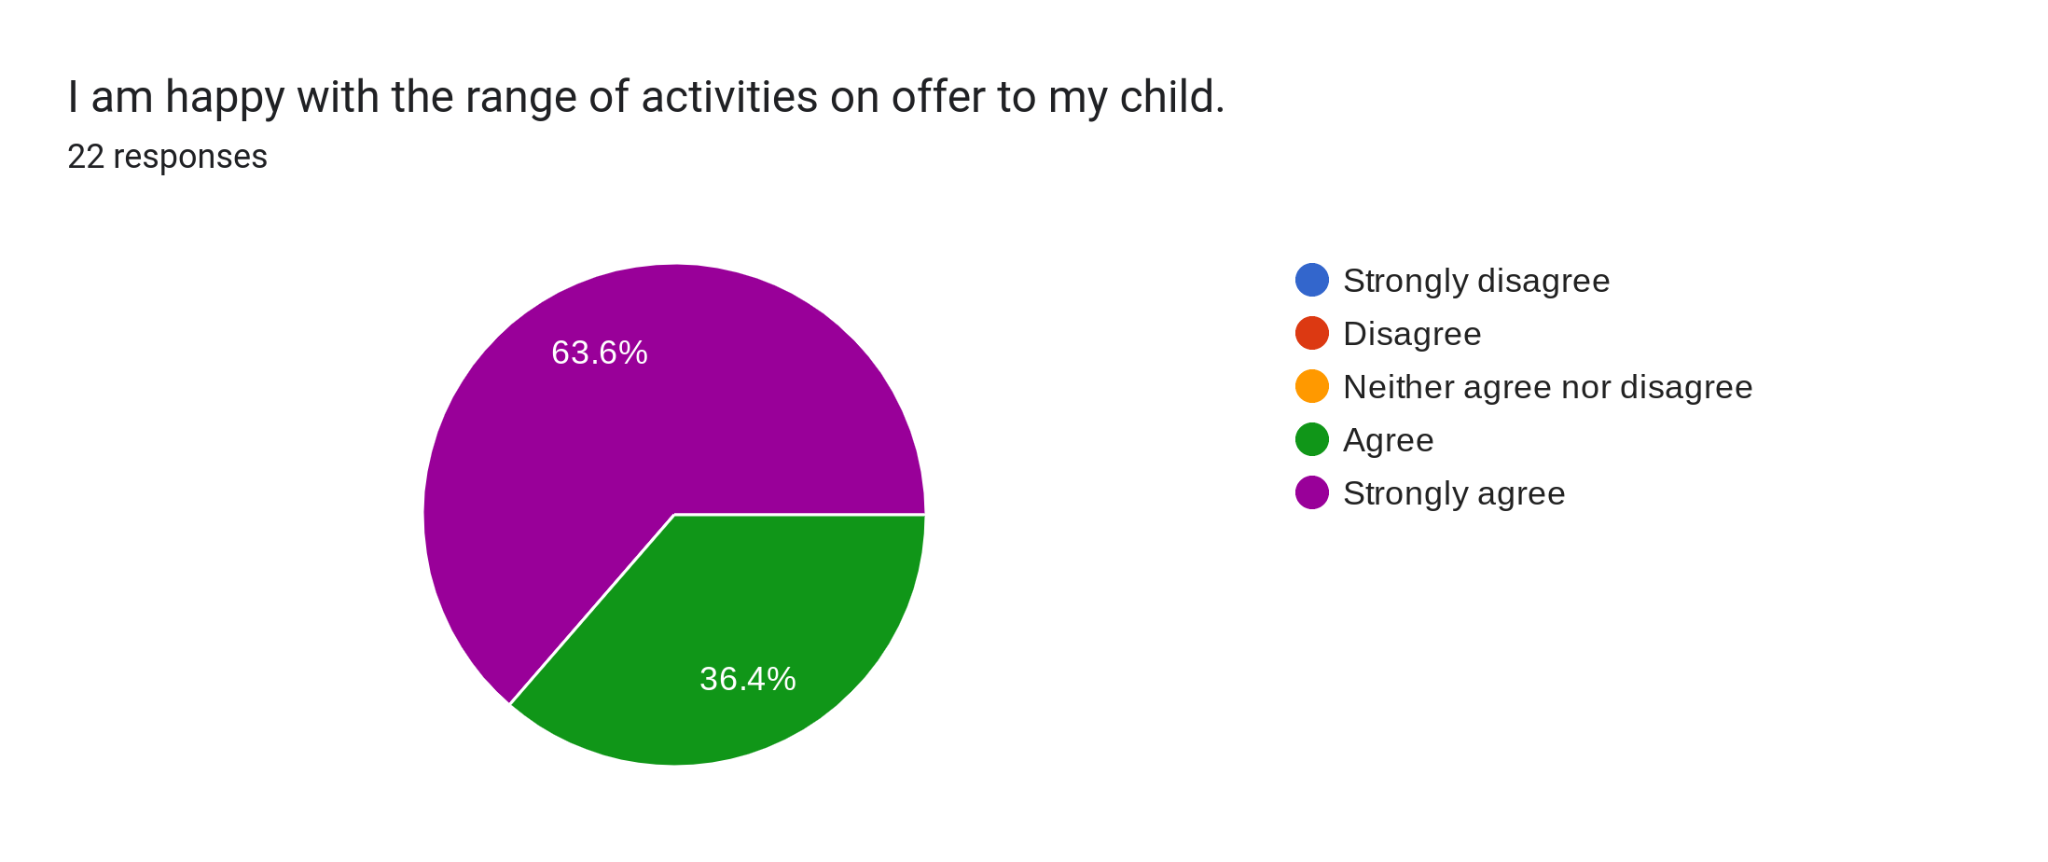 I am happy with the range of activities on offer to my child.
22 responses
63.6%
36.4%
Strongly disagree
Disagree
Neither agree nor disagree
Agree
Strongly agree